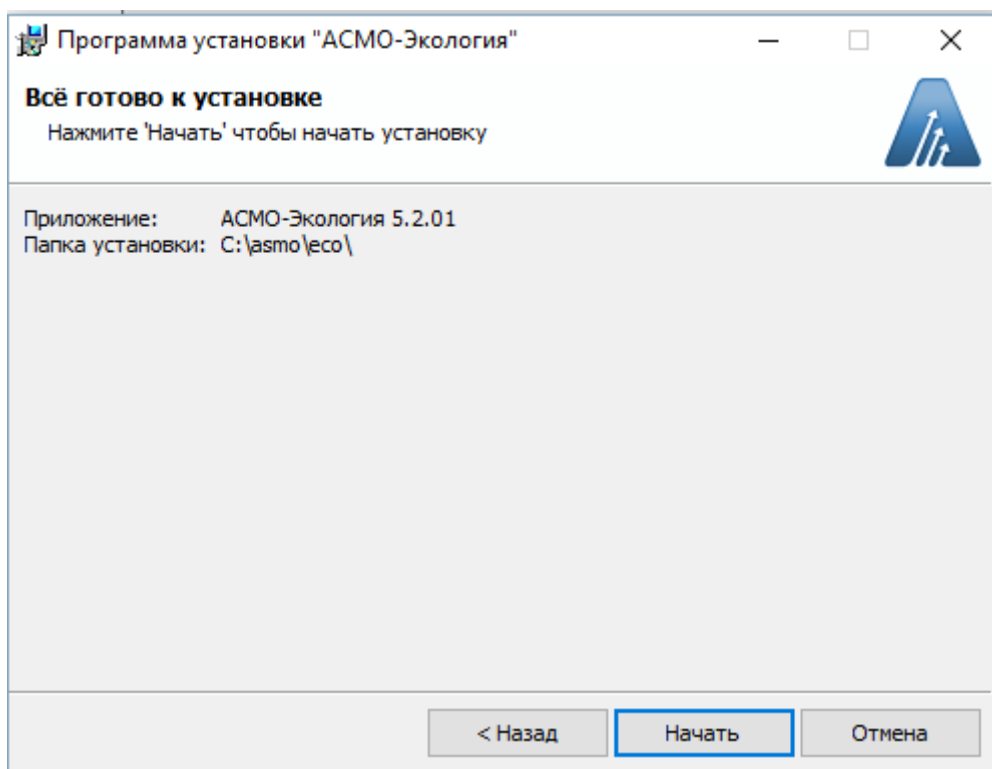 Программа установки "АСМО-Экология"
Всё готово к установке
Нажмите 'Начать' чтобы начать установку
Приложение: АСМО-Экология 5.2.01
Папка установки: C:\asmo\eco\
< Назад Начать Отмена